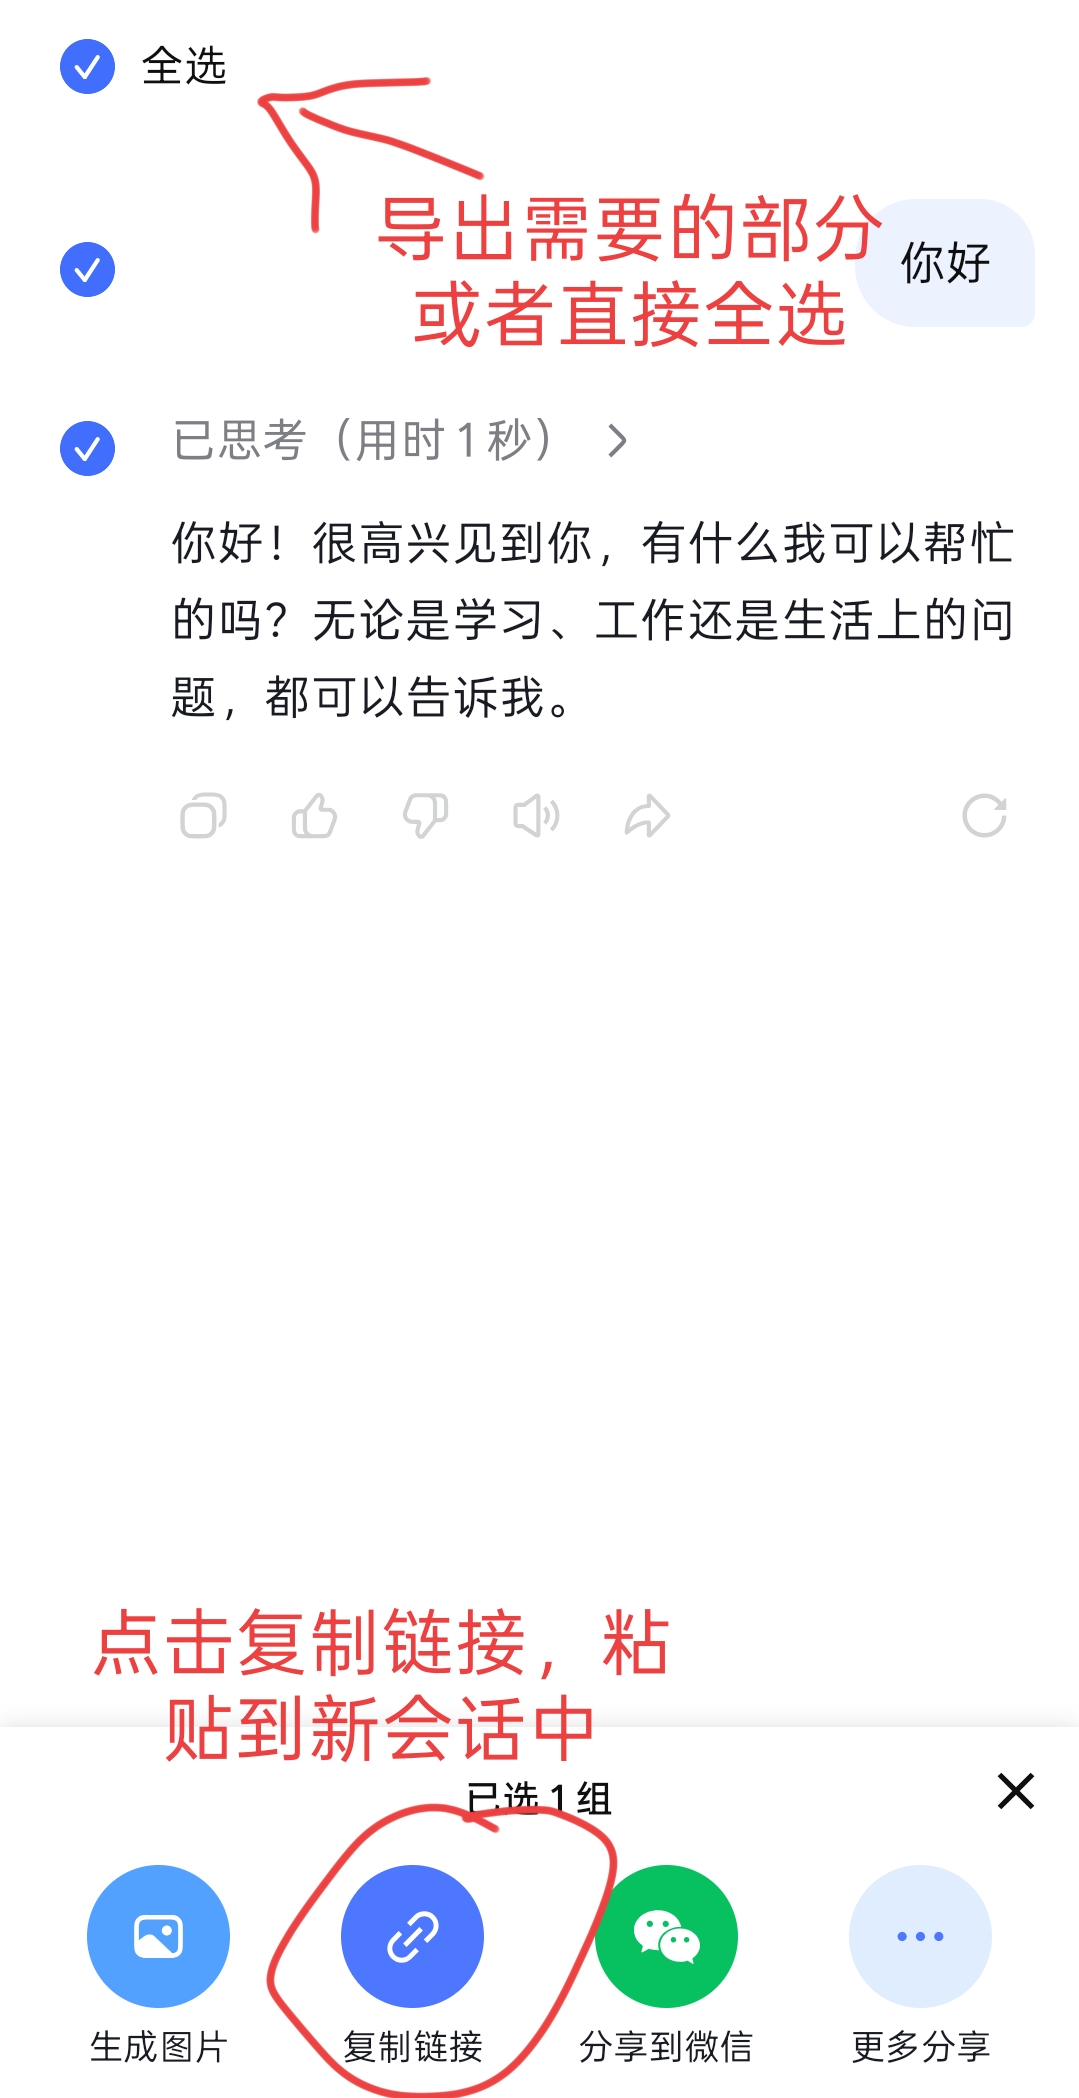 全选
导出需要的部分
或者直接全选
你好
已思考（用时 1 秒）
你好！很高兴见到你，有什么我可以帮忙
的吗？无论是学习、工作还是生活上的问
题，都可以告诉我。
点击复制链接，粘
贴到新会话中
已选 1 组
生成图片
复制链接
分享到微信
更多分享